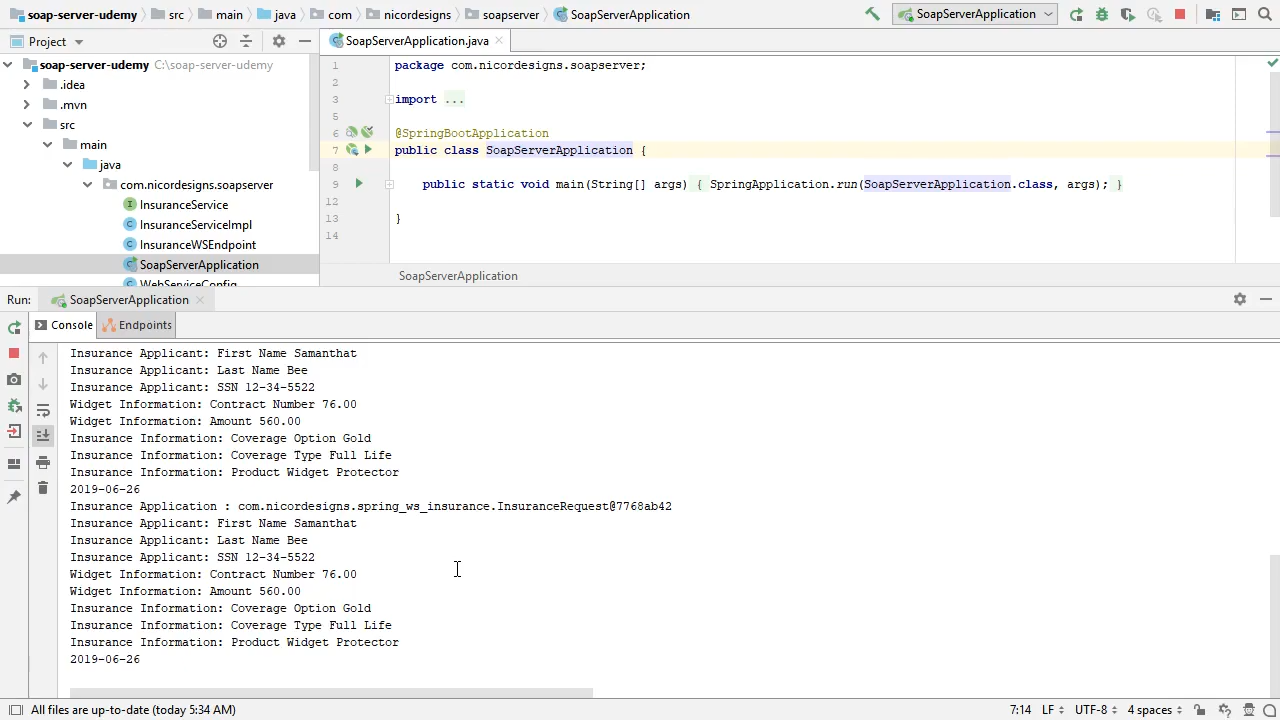 soap-server-udemy src main java com nicordesigns soapserver SoapServerApplication SoapServerApplication
Project
SoapServerApplication.java
soap-server-udemy C:\soap-server-udemy
.idea
.mvn
src
main
java
com.nicordesigns.soapserver
InsuranceService
InsuranceServiceImpl
InsuranceWSEndpoint
SoapServerApplication
WebServiceConfig
1 package com.nicordesigns.soapserver;
2
3 import ...
5
6 @SpringBootApplication
7 public class SoapServerApplication {
8
9 public static void main(String[] args) { SpringApplication.run(SoapServerApplication.class, args); }
12
13 }
14
SoapServerApplication
Run: SoapServerApplication
Console Endpoints
Insurance Applicant: First Name Samanthat
Insurance Applicant: Last Name Bee
Insurance Applicant: SSN 12-34-5522
Widget Information: Contract Number 76.00
Widget Information: Amount 560.00
Insurance Information: Coverage Option Gold
Insurance Information: Coverage Type Full Life
Insurance Information: Product Widget Protector
2019-06-26
Insurance Application : com.nicordesigns.spring_ws_insurance.InsuranceRequest@7768ab42
Insurance Applicant: First Name Samanthat
Insurance Applicant: Last Name Bee
Insurance Applicant: SSN 12-34-5522
Widget Information: Contract Number 76.00
Widget Information: Amount 560.00
Insurance Information: Coverage Option Gold
Insurance Information: Coverage Type Full Life
Insurance Information: Product Widget Protector
2019-06-26
All files are up-to-date (today 5:34 AM) 7:14 LF UTF-8 4 spaces